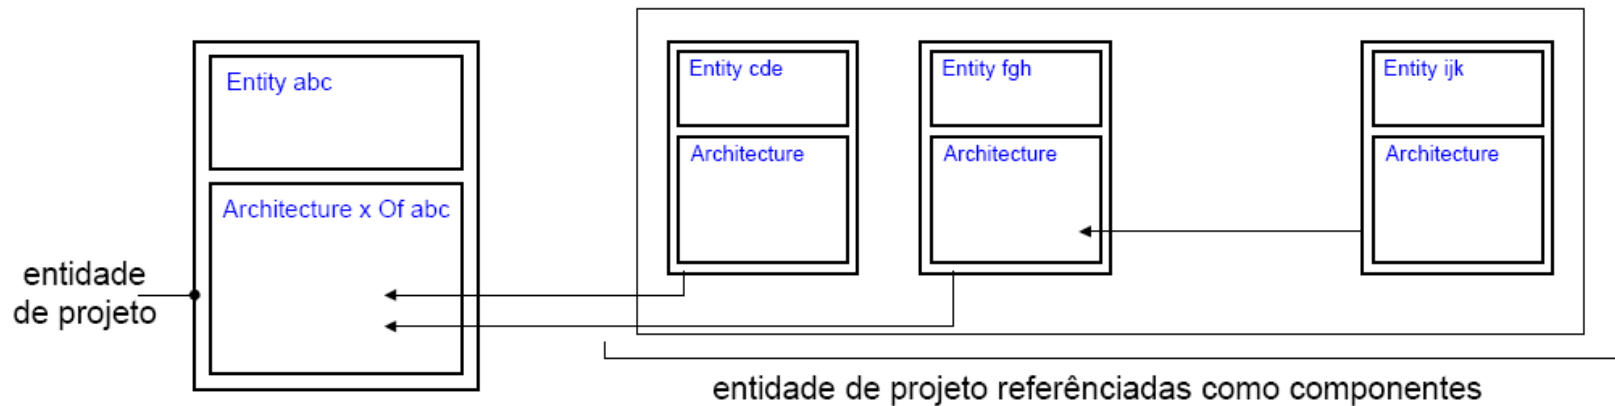 Entity abc
Architecture x Of abc
entidade
de projeto
Entity cde
Architecture
Entity fgh
Architecture
Entity ijk
Architecture
entidade de projeto referênciadas como componentes